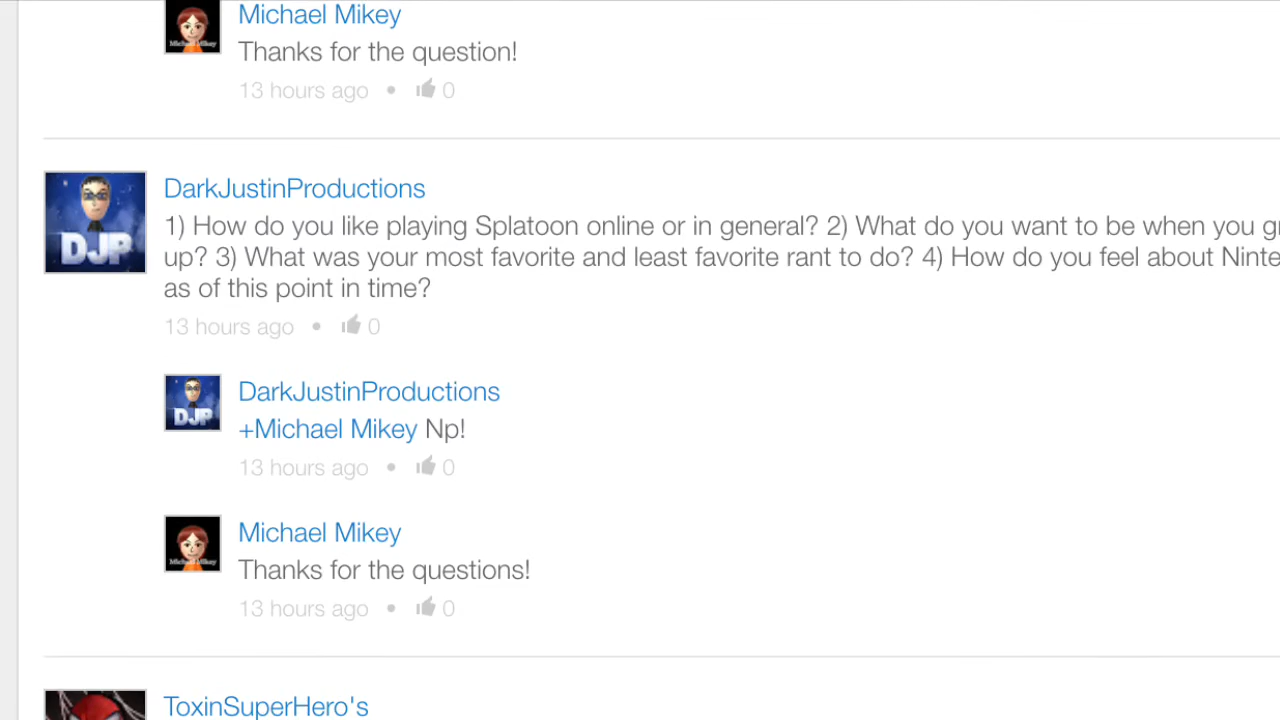 Michael Mikey
Thanks for the question!
13 hours ago • 0
DarkJustinProductions
1) How do you like playing Splatoon online or in general? 2) What do you want to be when you
up? 3) What was your most favorite and least favorite rant to do? 4) How do you feel about
as of this point in time?
DJP
13 hours ago • 0
DarkJustinProductions
+Michael Mikey Np!
DJP
13 hours ago • 0
Michael Mikey
Thanks for the questions!
13 hours ago • 0
ToxinSuperHero's